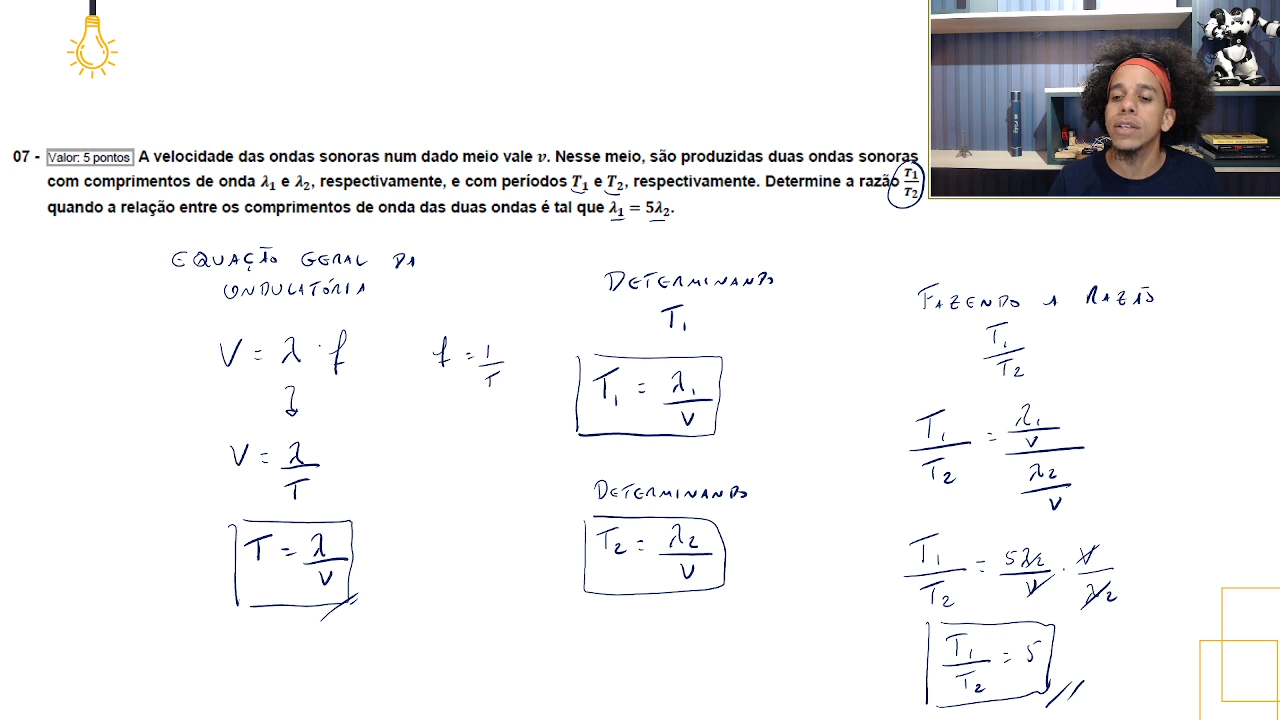 07 - Valor: 5 pontos A velocidade das ondas sonoras num dado meio vale v. Nesse meio, são produzidas duas ondas sonoras
com comprimentos de onda λ₁ e λ₂, respectivamente, e com períodos T₁ e T₂, respectivamente. Determine a razão T₁/T₂
quando a relação entre os comprimentos de onda das duas ondas é tal que λ₁ = 5λ₂.
EQUAÇÃO GERAL DA
ONDULATÓRIA
V = λ · f
f = 1/T
V = λ/T
T = λ/V
DETERMINANDO
T₁
T₁ = λ₁/V
DETERMINANDO
T₂ = λ₂/V
FAZENDO A RAZÃO
T₁/T₂
T₁/T₂ = (λ₁/V)/(λ₂/V)
T₁/T₂ = 5λ₂/V · V/λ₂
T₁/T₂ = 5